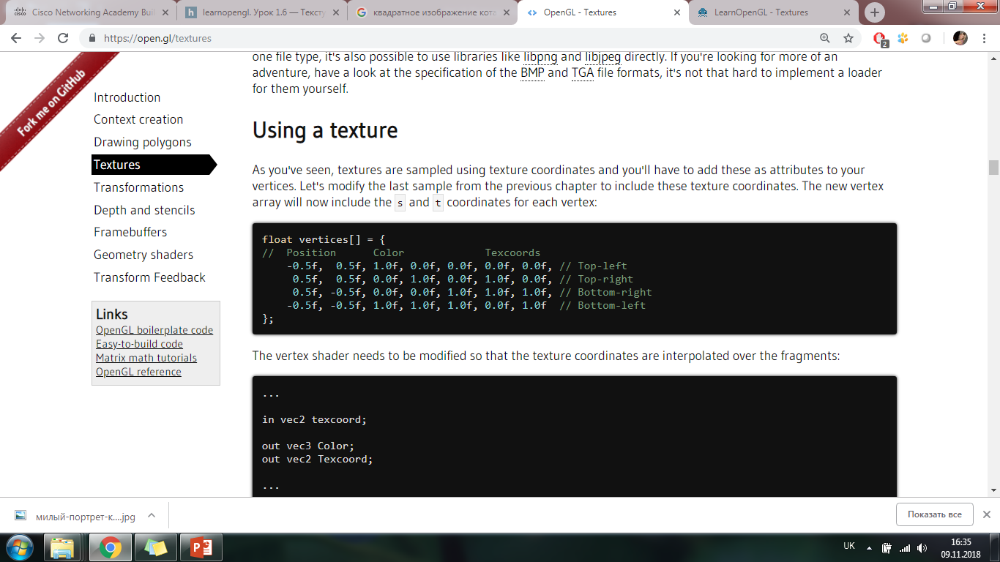 Cisco Networking Academy Bui
learnopengl. Урок 1.6 — Тексту
квадратное изображение кота
OpenGL - Textures
LearnOpenGL - Textures
https://open.gl/textures
2
Fork me on GitHub
one file type, it's also possible to use libraries like libpng and libjpeg directly. If you're looking for more of an
adventure, have a look at the specification of the BMP and TGA file formats, it's not that hard to implement a loader
for them yourself.
Introduction
Context creation
Drawing polygons
Textures
Transformations
Depth and stencils
Framebuffers
Geometry shaders
Transform Feedback
Links
OpenGL boilerplate code
Easy-to-build code
Matrix math tutorials
OpenGL reference
Using a texture
As you've seen, textures are sampled using texture coordinates and you'll have to add these as attributes to your
vertices. Let's modify the last sample from the previous chapter to include these texture coordinates. The new vertex
array will now include the s and t coordinates for each vertex:
float vertices[] = {
//  Position      Color             Texcoords
    -0.5f,  0.5f, 1.0f, 0.0f, 0.0f, 0.0f, 0.0f, // Top-left
     0.5f,  0.5f, 0.0f, 1.0f, 0.0f, 1.0f, 0.0f, // Top-right
     0.5f, -0.5f, 0.0f, 0.0f, 1.0f, 1.0f, 1.0f, // Bottom-right
    -0.5f, -0.5f, 1.0f, 1.0f, 1.0f, 0.0f, 1.0f  // Bottom-left
};
The vertex shader needs to be modified so that the texture coordinates are interpolated over the fragments:
...
in vec2 texcoord;
out vec3 Color;
out vec2 Texcoord;
...
милый-портрет-к....jpg
Показать все
UK
16:35
09.11.2018